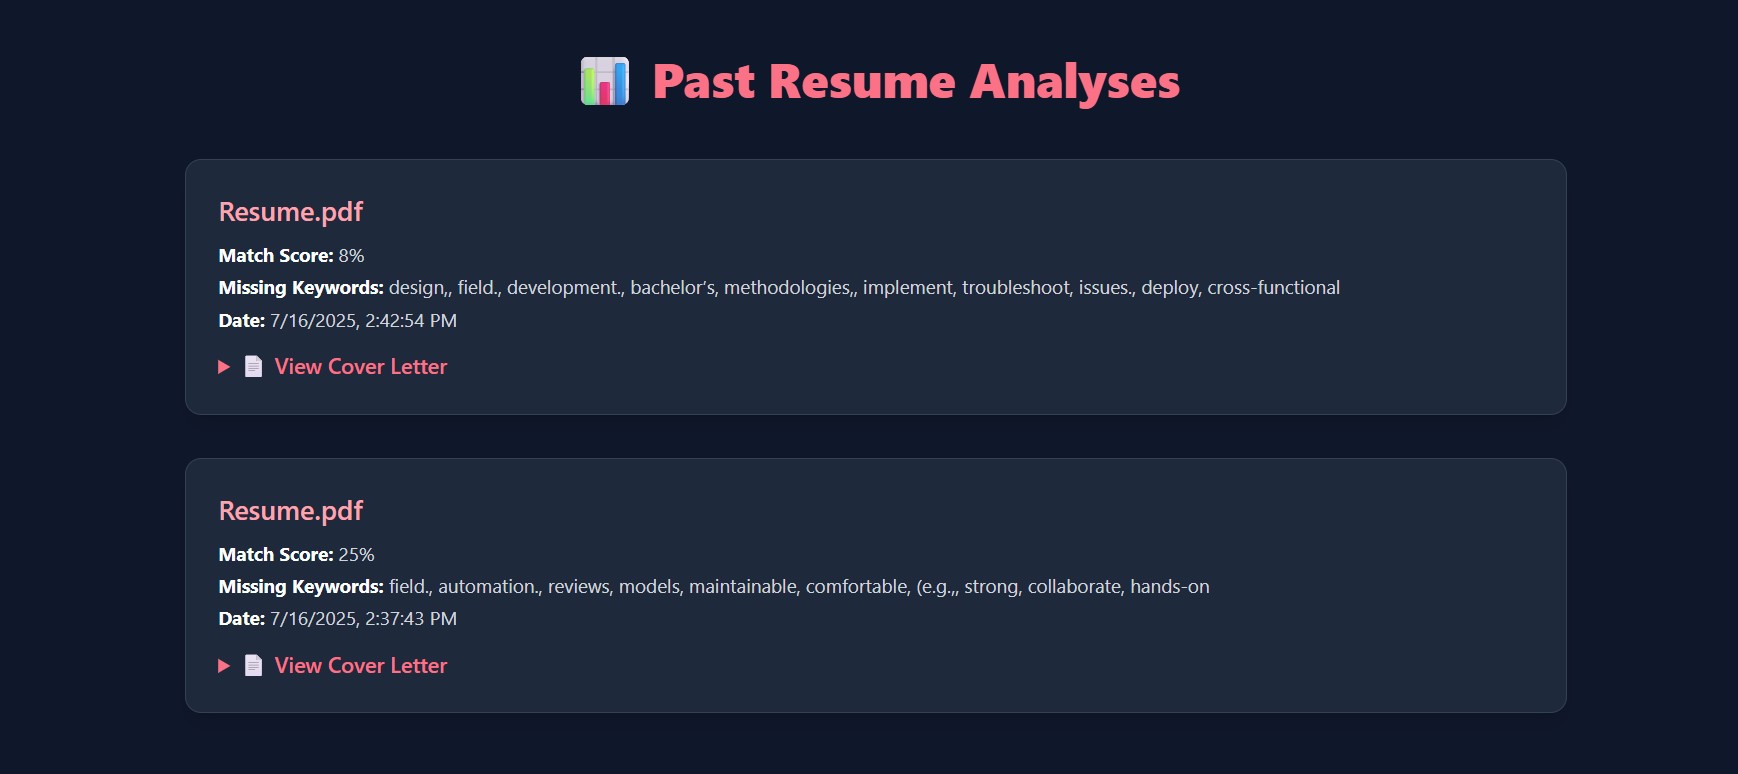 Past Resume Analyses
Resume.pdf
Match Score: 8%
Missing Keywords: design,, field., development., bachelor’s, methodologies,, implement, troubleshoot, issues., deploy, cross-functional
Date: 7/16/2025, 2:42:54 PM
View Cover Letter
Resume.pdf
Match Score: 25%
Missing Keywords: field., automation., reviews, models, maintainable, comfortable, (e.g.,, strong, collaborate, hands-on
Date: 7/16/2025, 2:37:43 PM
View Cover Letter